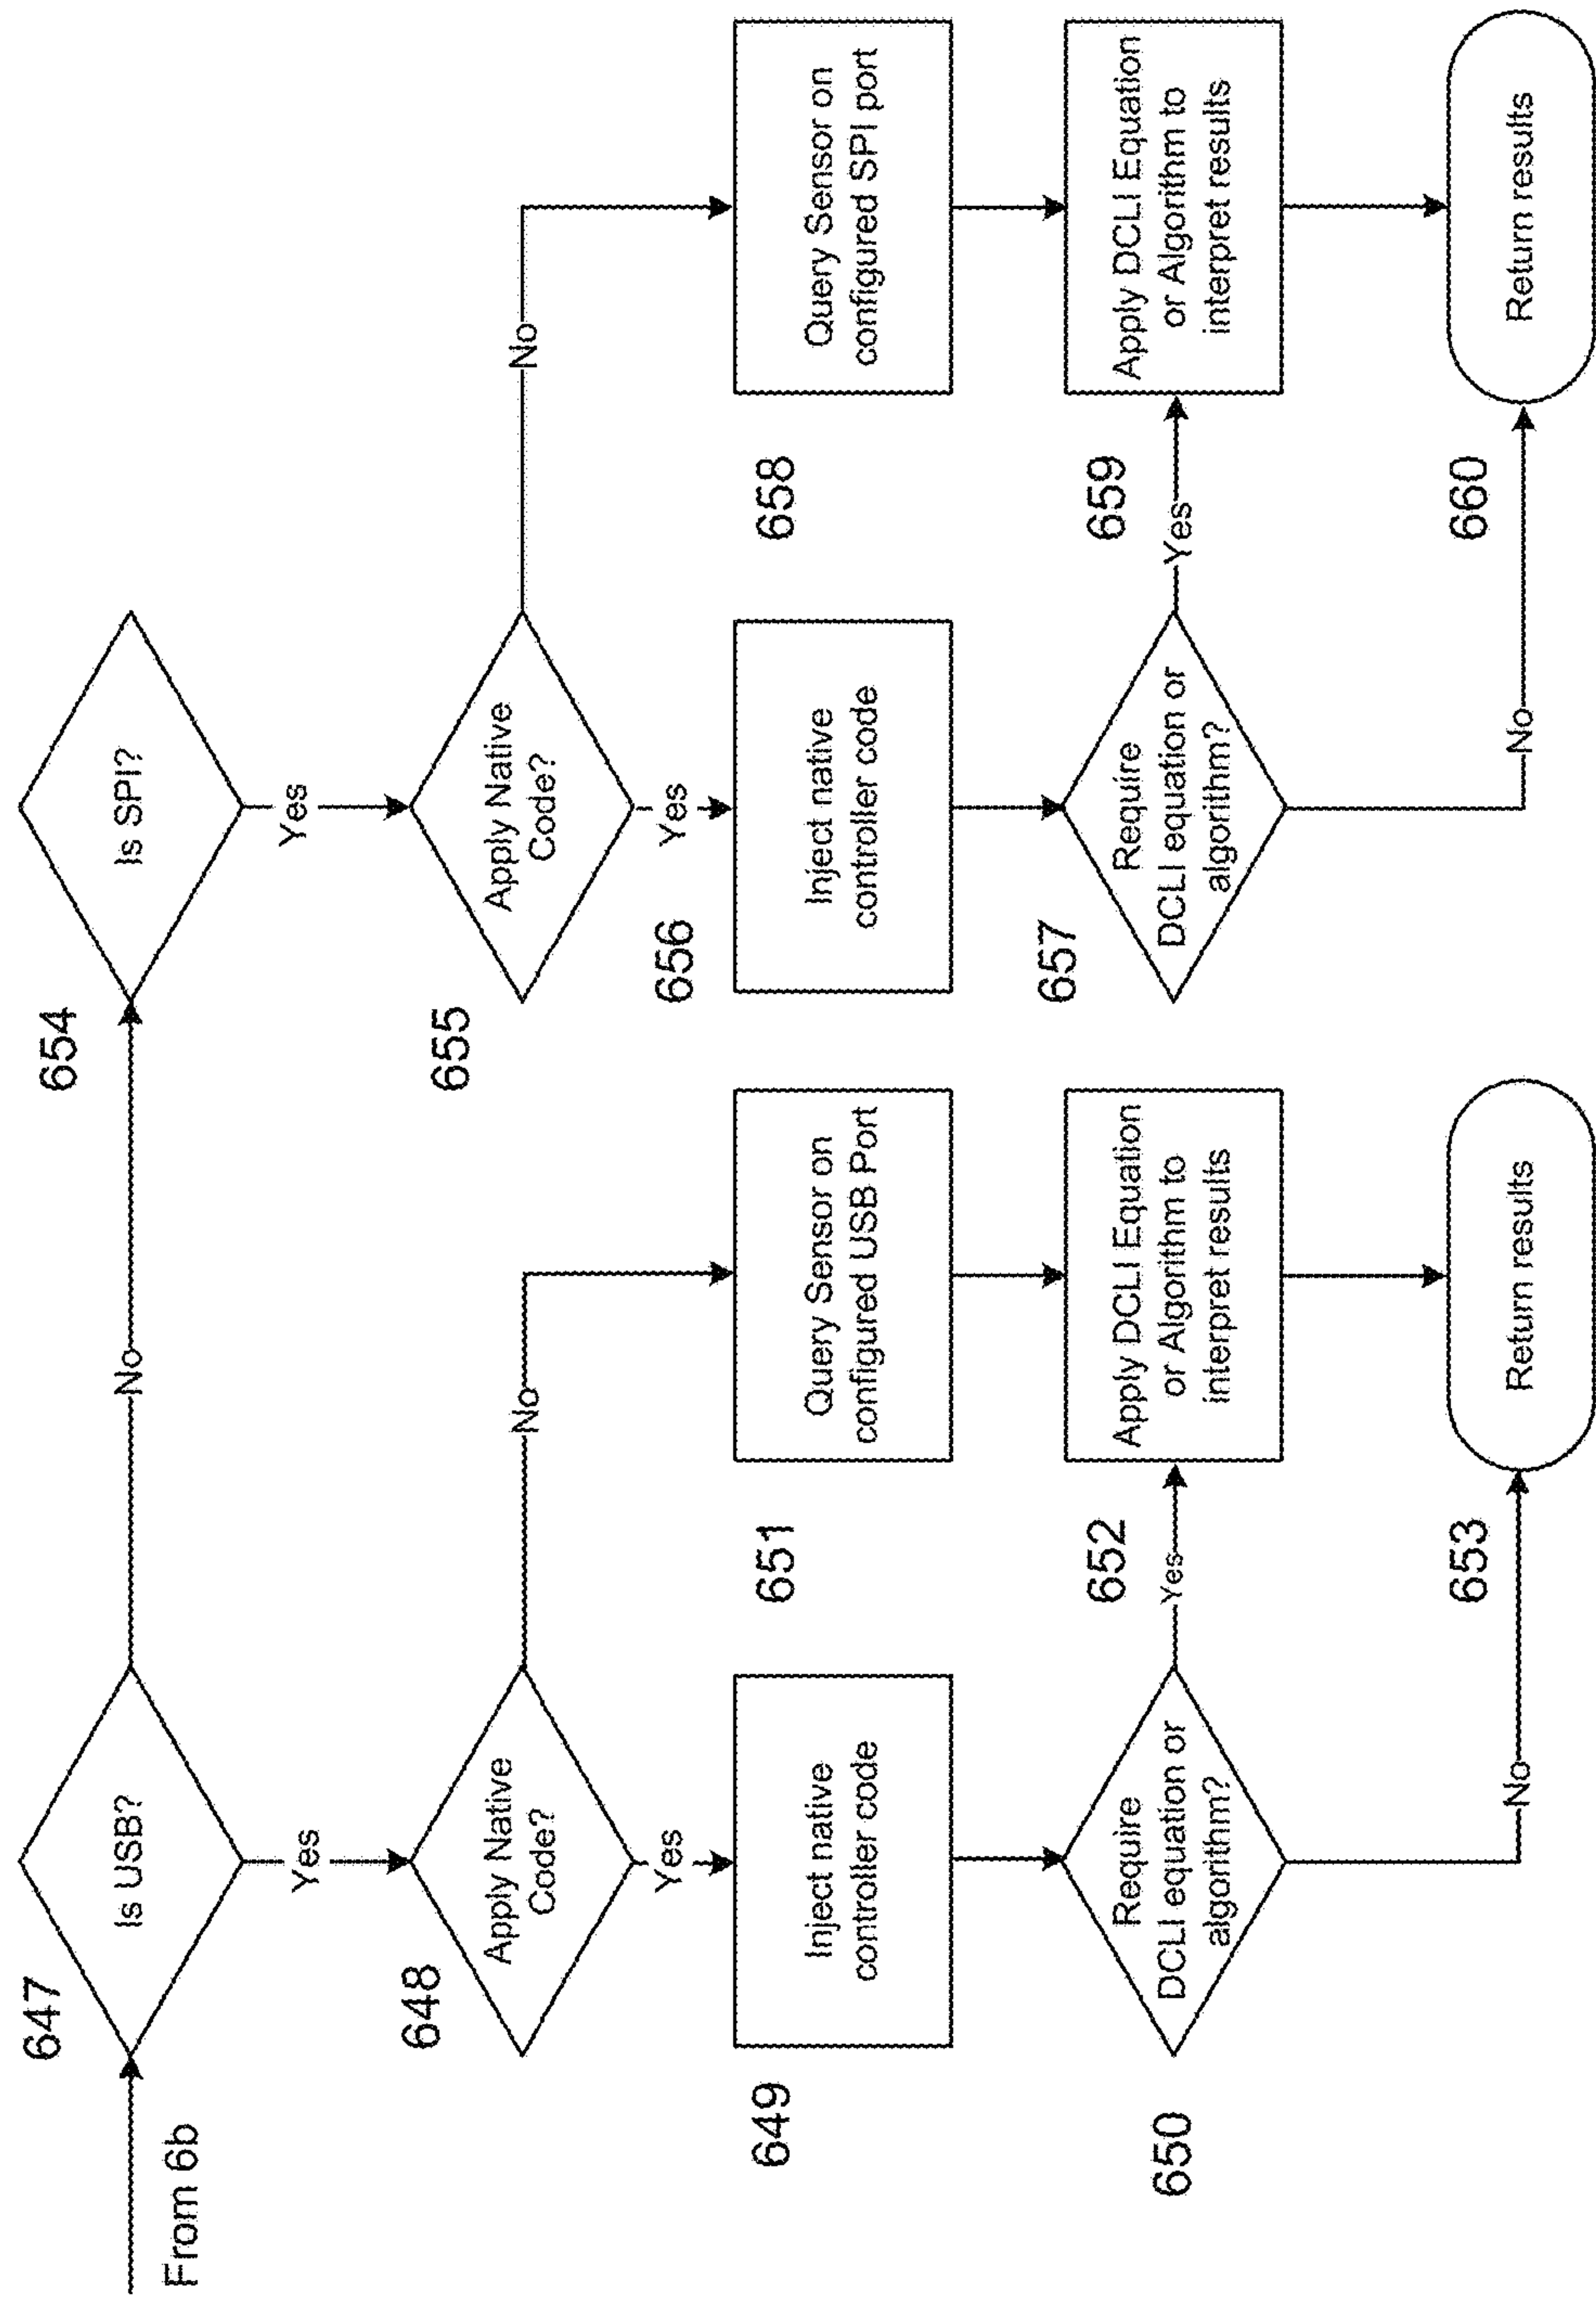 From 6b
647
Is USB?
No
654
Is SPI?
Yes
Yes
648
Apply Native
Code?
No
655
Apply Native
Code?
No
Yes
Yes
649
Inject native
controller code
651
Query Sensor on
configured USB Port
656
Inject native
controller code
658
Query Sensor on
configured SPI port
650
Require
DCLI equation or
algorithm?
Yes
652
Apply DCLI Equation
or Algorithm to
interpret results
657
Require
DCLI equation or
algorithm?
Yes
659
Apply DCLI Equation
or Algorithm to
interpret results
No
653
Return results
No
660
Return results